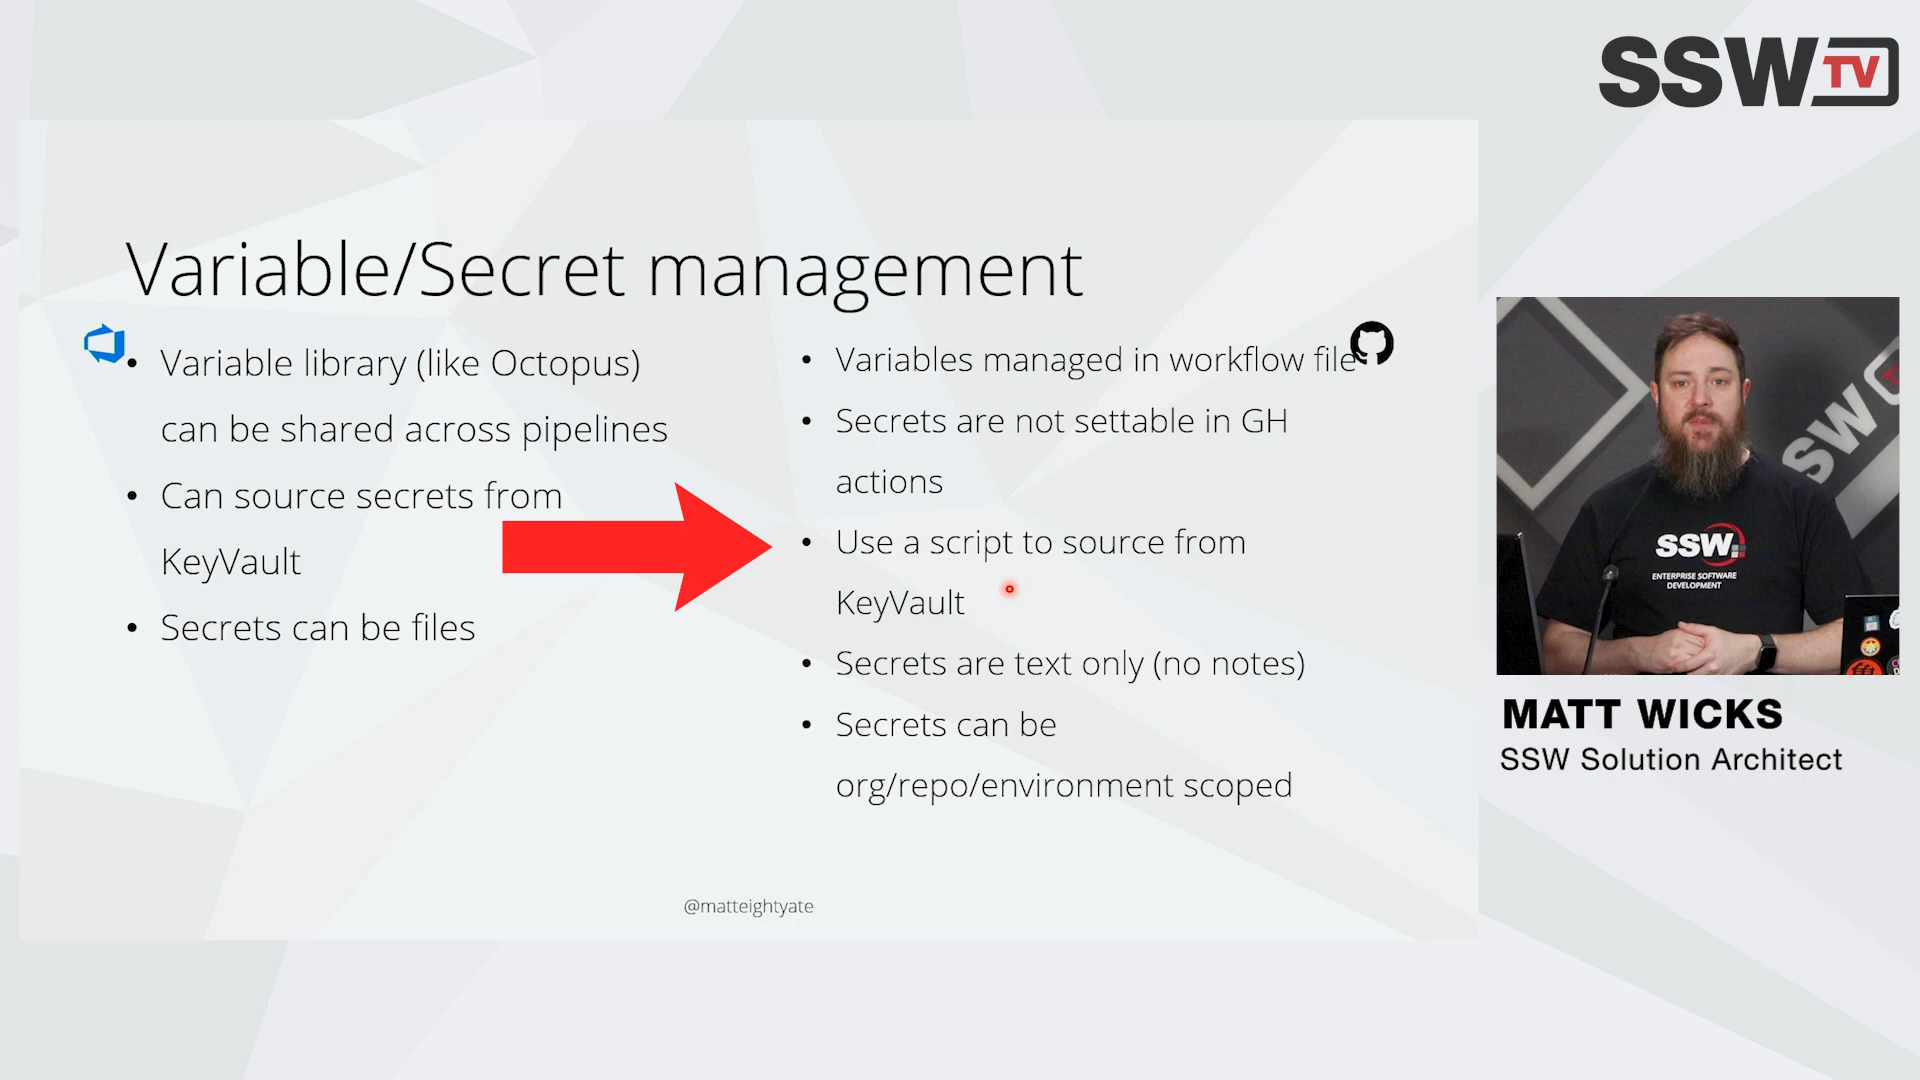 SSW TV
Variable/Secret management
• Variable library (like Octopus)
can be shared across pipelines
• Can source secrets from
KeyVault
• Secrets can be files
• Variables managed in workflow file
• Secrets are not settable in GH
actions
• Use a script to source from
KeyVault
• Secrets are text only (no notes)
• Secrets can be
org/repo/environment scoped
@matteightyate
SSW
SSW
ENTERPRISE SOFTWARE
DEVELOPMENT
MATT WICKS
SSW Solution Architect